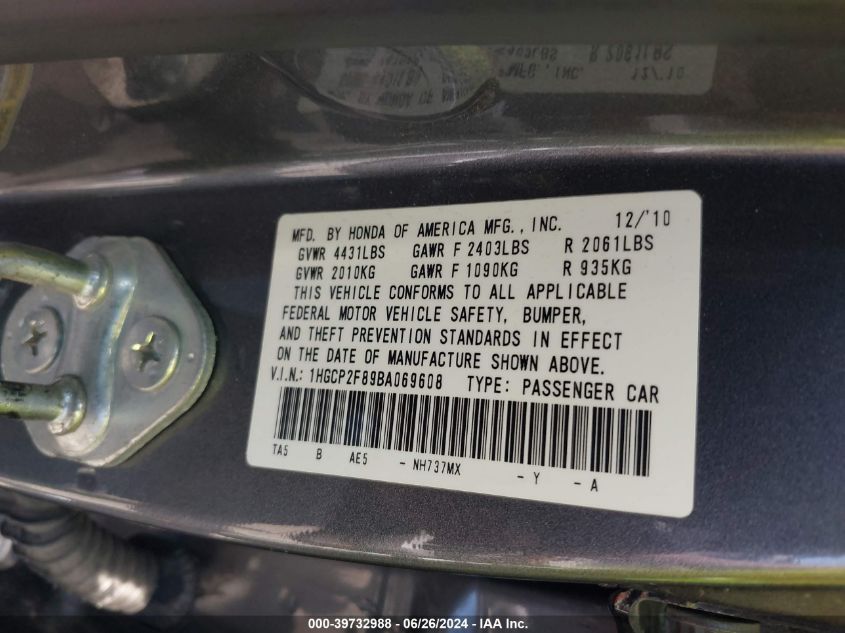 MFD. BY HONDA OF AMERICA MFG., INC. 12/'10
GVWR 4431LBS GAWR F 2403LBS R 2061LBS
GVWR 2010KG GAWR F 1090KG R 935KG
THIS VEHICLE CONFORMS TO ALL APPLICABLE
FEDERAL MOTOR VEHICLE SAFETY, BUMPER,
AND THEFT PREVENTION STANDARDS IN EFFECT
ON THE DATE OF MANUFACTURE SHOWN ABOVE.
V.I.N.: 1HGCP2F89BA069608 TYPE: PASSENGER CAR
TA5 B AE5 - NH737MX - Y - A
000-39732988 - 06/26/2024 - IAA Inc.